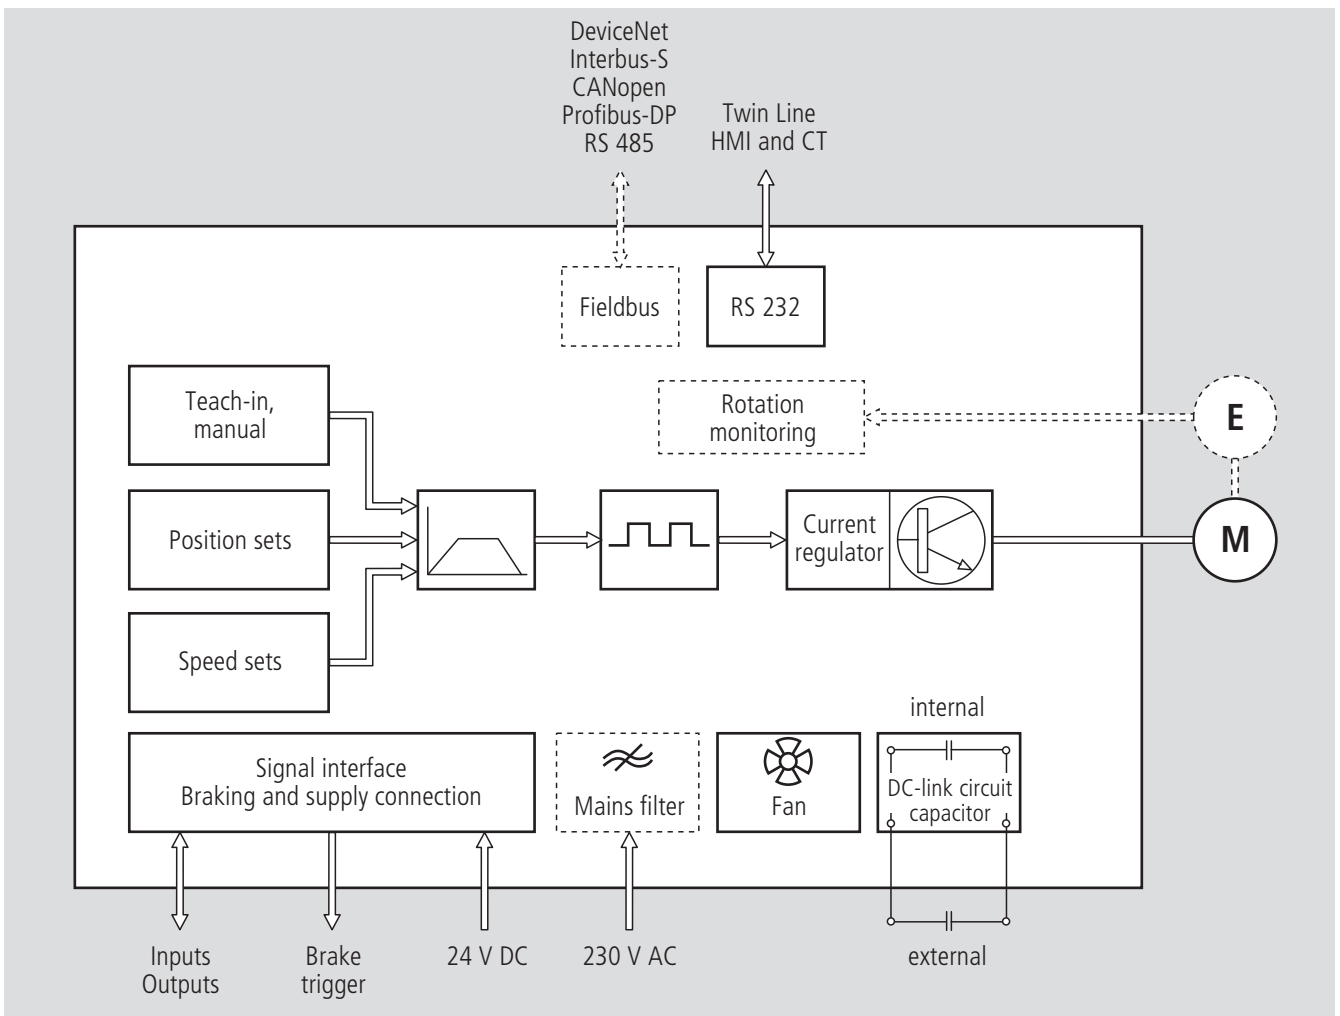 DeviceNet
Interbus-S
CANopen
Profibus-DP
RS 485
Twin Line
HMI and CT
Fieldbus
RS 232
Teach-in,
manual
Rotation
monitoring
E
Position sets
Current
regulator
M
Speed sets
internal
Signal interface
Braking and supply connection
Mains filter
Fan
DC-link circuit
capacitor
Inputs
Outputs
Brake
trigger
24 V DC
230 V AC
external